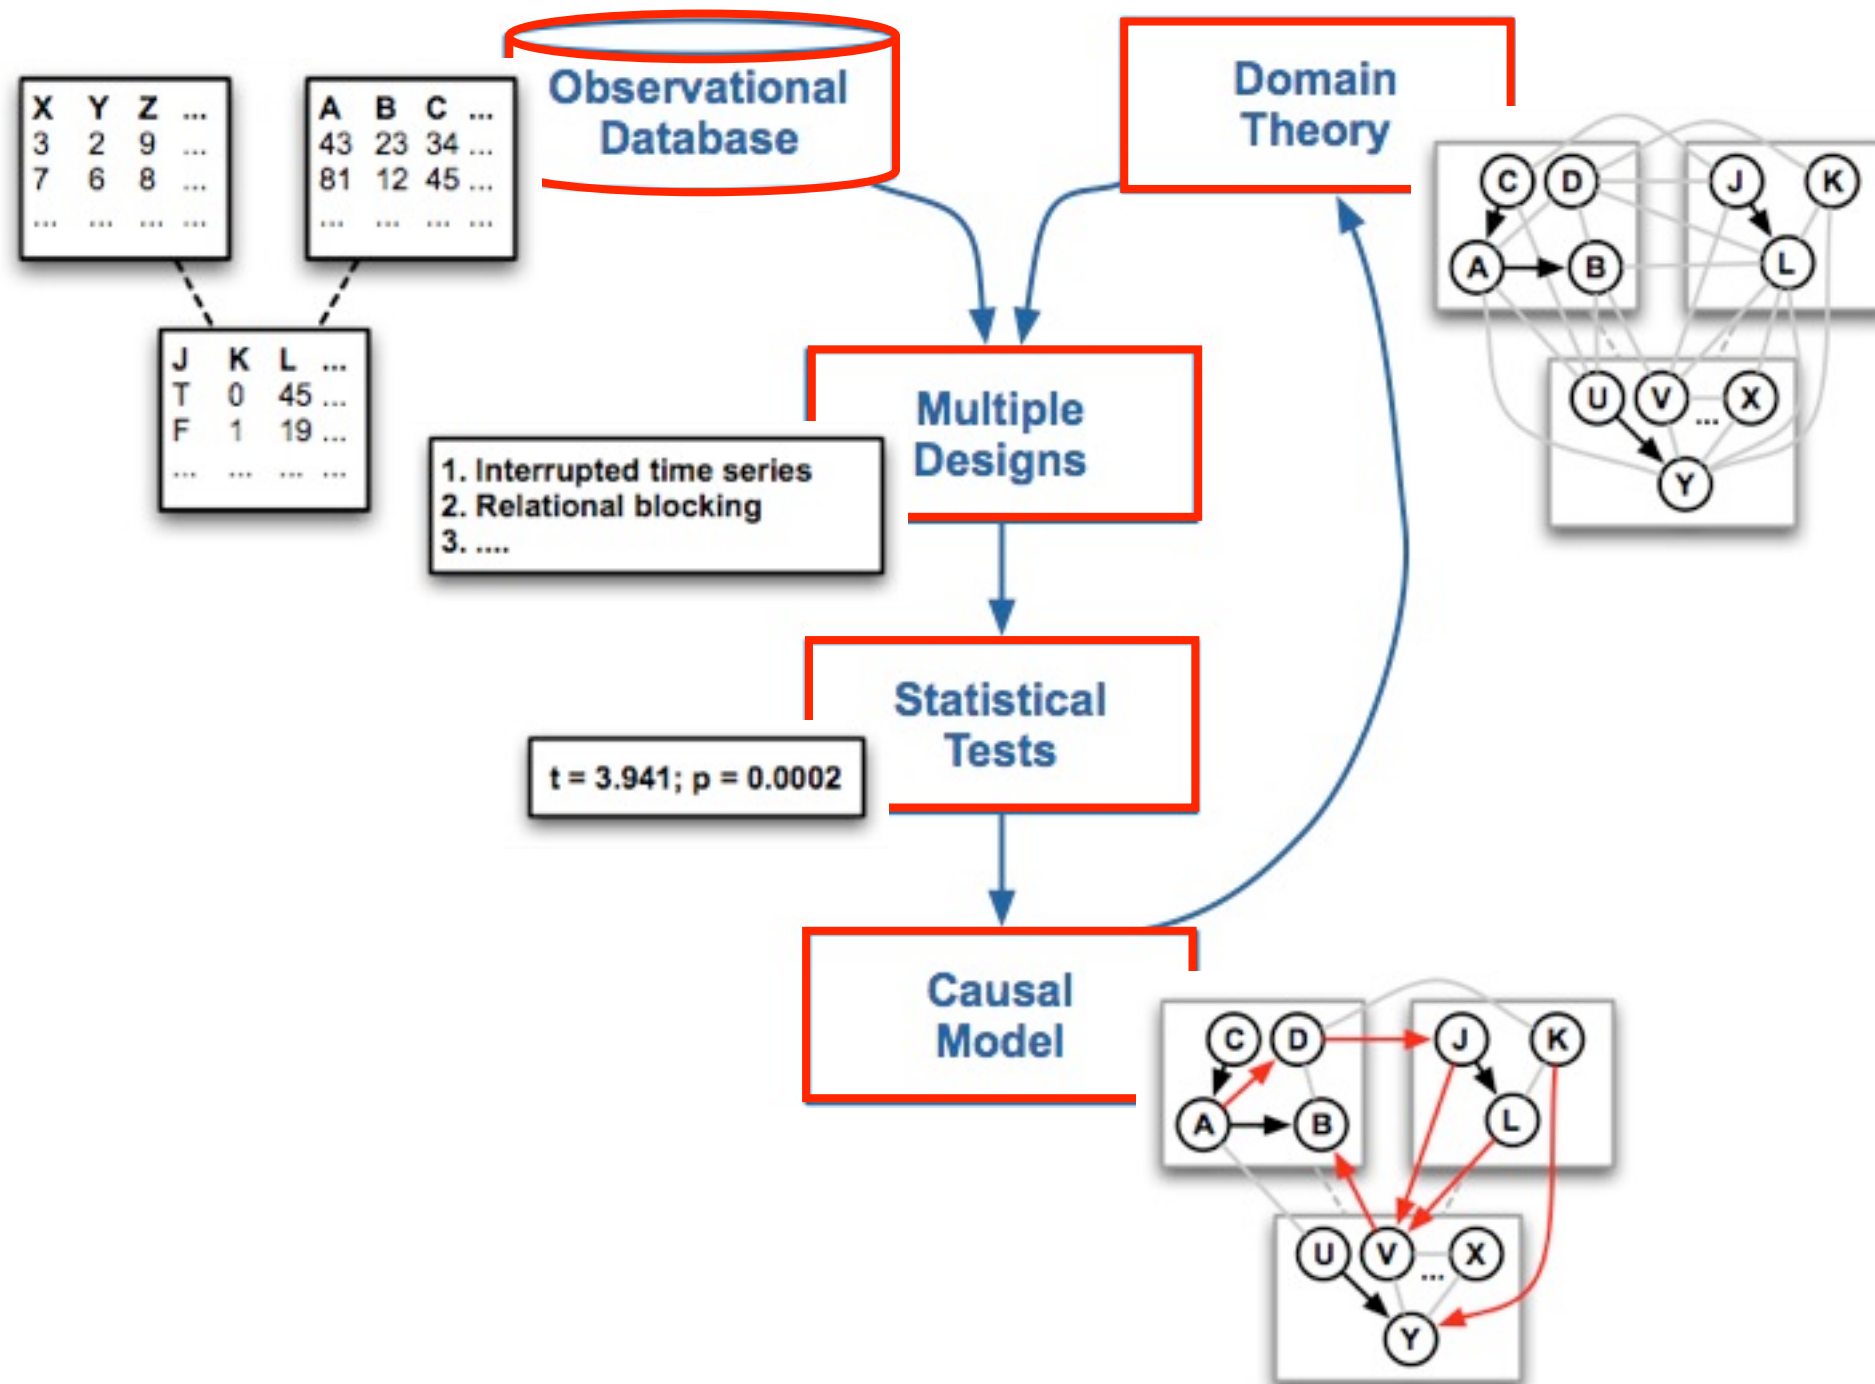 Observational
Database
Domain
Theory
X Y Z ...
3 2 9 ...
7 6 8 ...
... ... ... ...
A B C ...
43 23 34 ...
81 12 45 ...
... ... ... ...
J K L ...
T 0 45 ...
F 1 19 ...
... ... ... ...
C D J K
A B L
U V ... X
Y
Multiple
Designs
1. Interrupted time series
2. Relational blocking
3. ....
Statistical
Tests
t = 3.941; p = 0.0002
Causal
Model
C D J K
A B L
U V ... X
Y